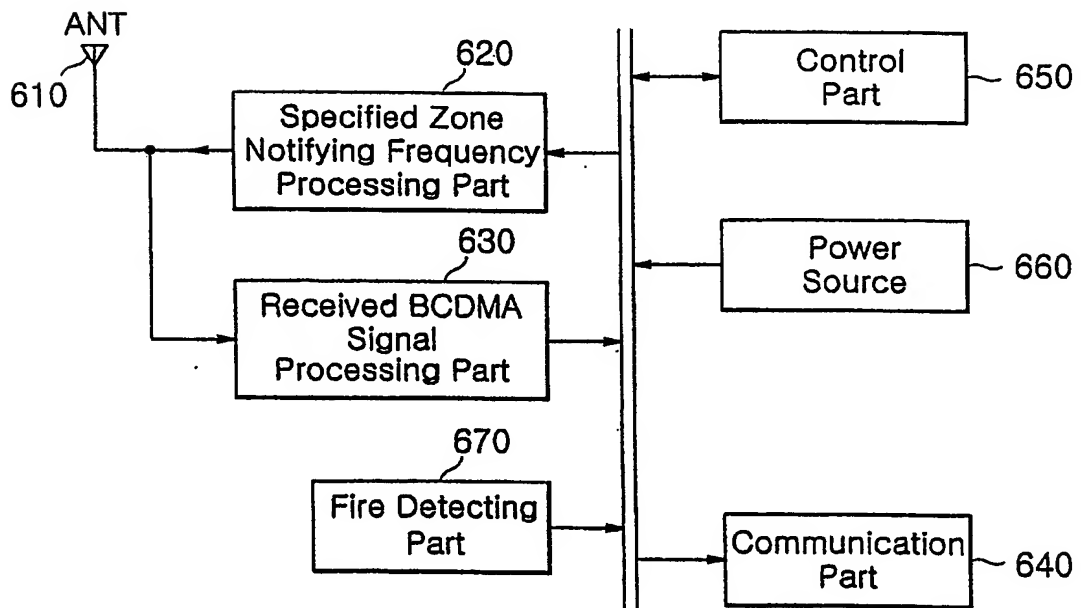 ANT
610
620
Specified Zone
Notifying Frequency
Processing Part
630
Received BCDMA
Signal
Processing Part
670
Fire Detecting
Part
Control
Part
650
Power
Source
660
Communication
Part
640